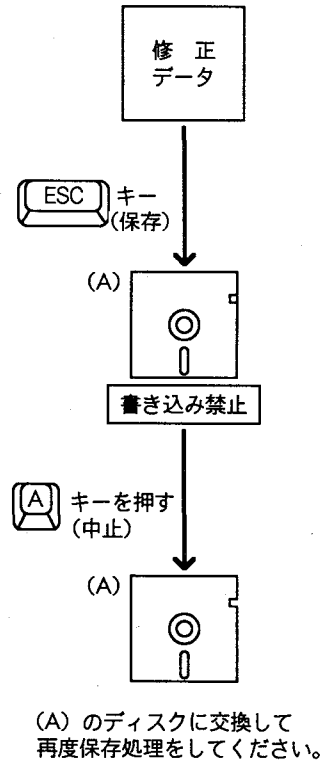 修 正
データ
ESC キー
(保存)
(A)
書き込み禁止
A キーを押す
(中止)
(A)
(A) のディスクに交換して
再度保存処理をしてください。